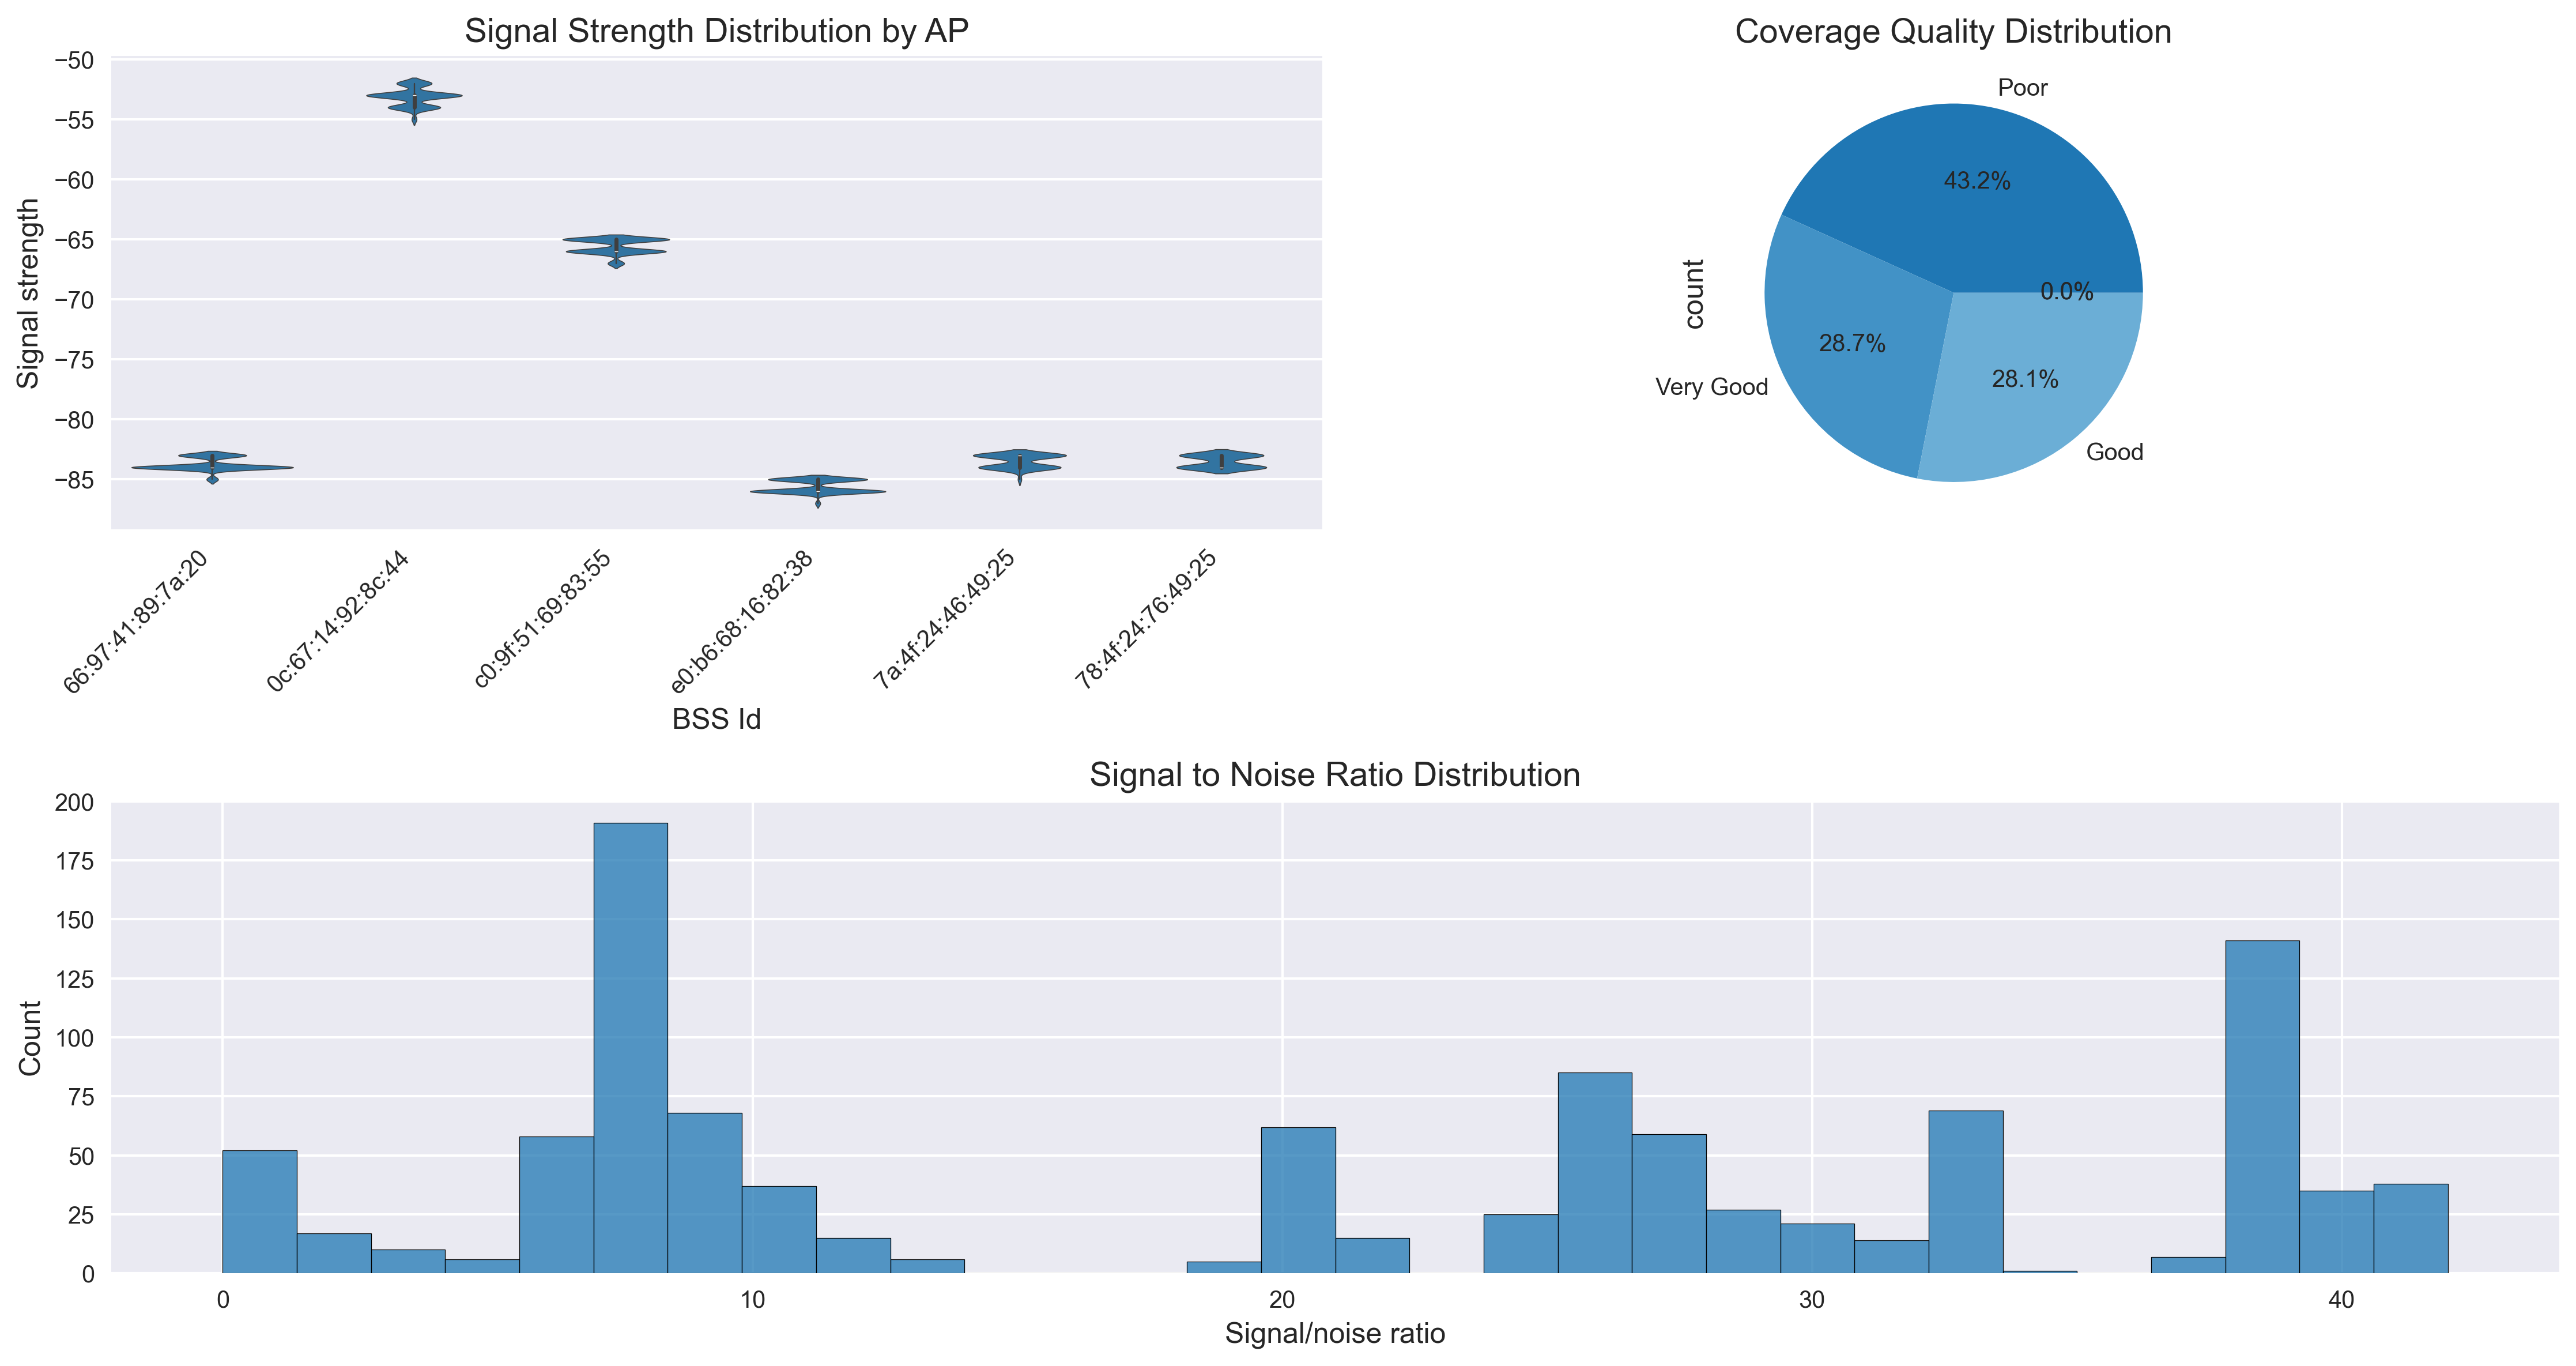 Signal Strength Distribution by AP
−50
−55
−60
−65
−70
−75
−80
−85
Signal strength
66:97:41:89:7a:20
0c:67:14:92:8c:44
c0:9f:51:69:83:55
e0:b6:68:16:82:38
7a:4f:24:46:49:25
78:4f:24:76:49:25
BSS Id
Coverage Quality Distribution
Poor
43.2%
0.0%
count
28.7%
28.1%
Very Good
Good
Signal to Noise Ratio Distribution
200
175
150
125
100
75
50
25
0
Count
0 10 20 30 40
Signal/noise ratio